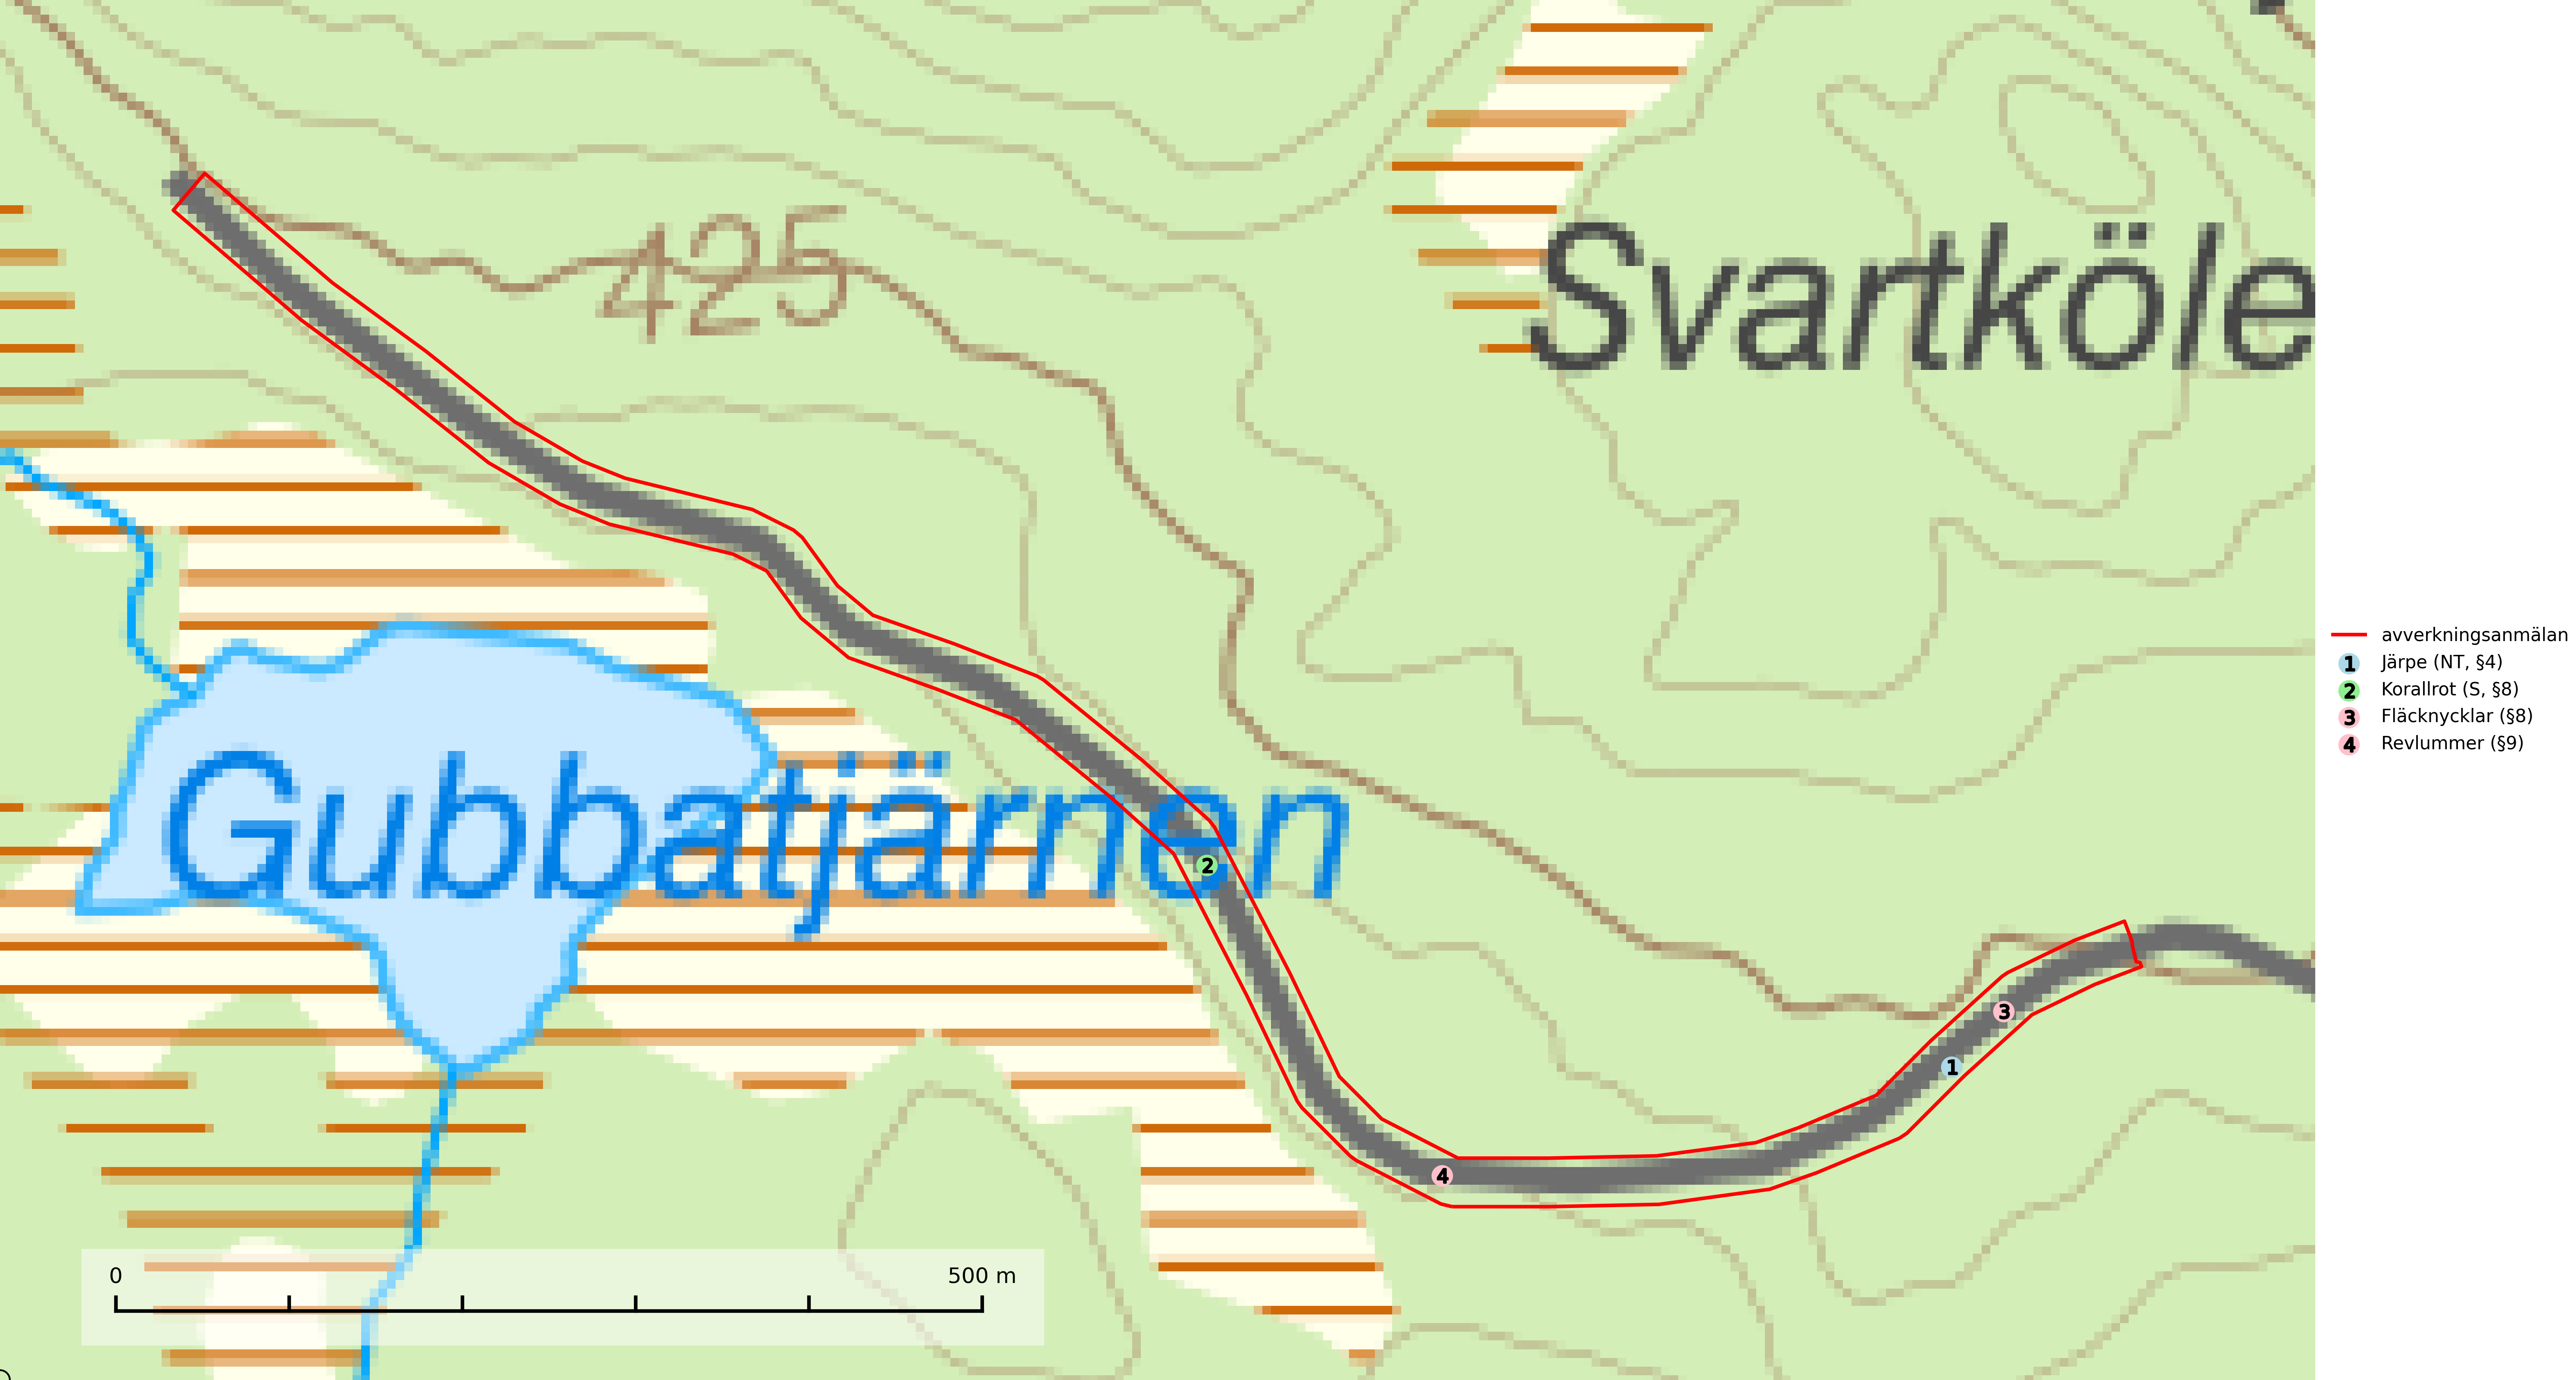 425
Svartköle
Gubbatjärnen
0 500 m
avverkningsanmälan
1 Järpe (NT, §4)
2 Korallrot (S, §8)
3 Fläcknycklar (§8)
4 Revlummer (§9)
2
3
1
4